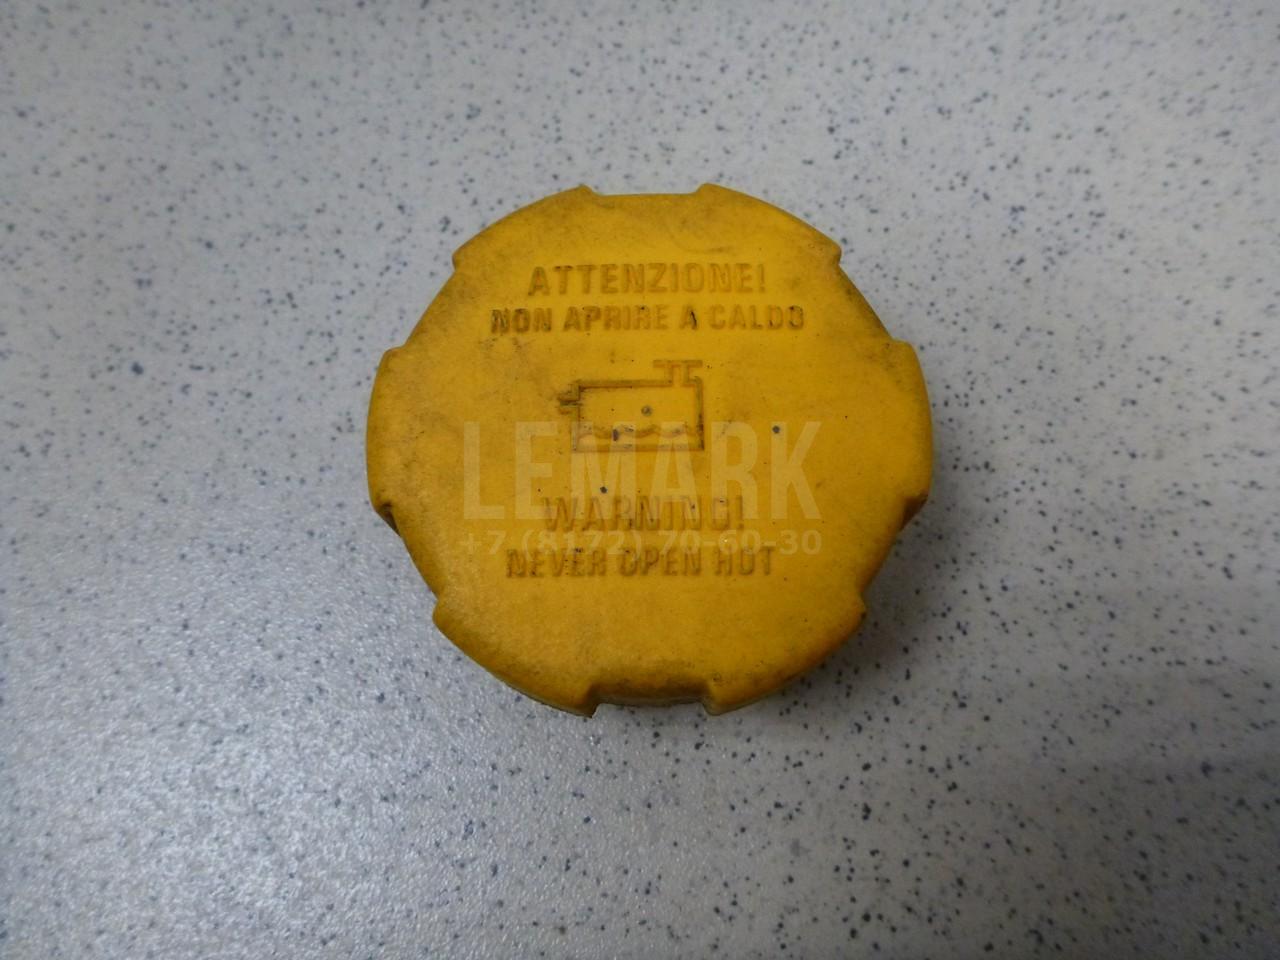 ATTENZIONE!
NON APRIRE A CALDO
LEMARK
WARNING!
+7 (8172) 70-60-30
NEVER OPEN HOT